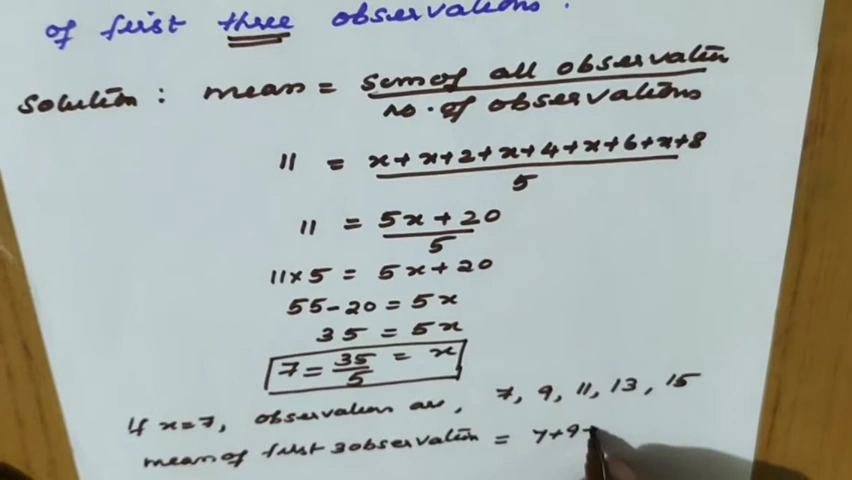 of first three observations.
Solution : mean = sum of all observation
no. of observations
11 = x+x+2+x+4+x+6+x+8
5
11 = 5x+20
5
11×5 = 5x+20
55-20 = 5x
35 = 5x
7 = 35 = x
5
If x=7, observation are, 7, 9, 11, 13, 15
mean of first 3 observation = 7+9+